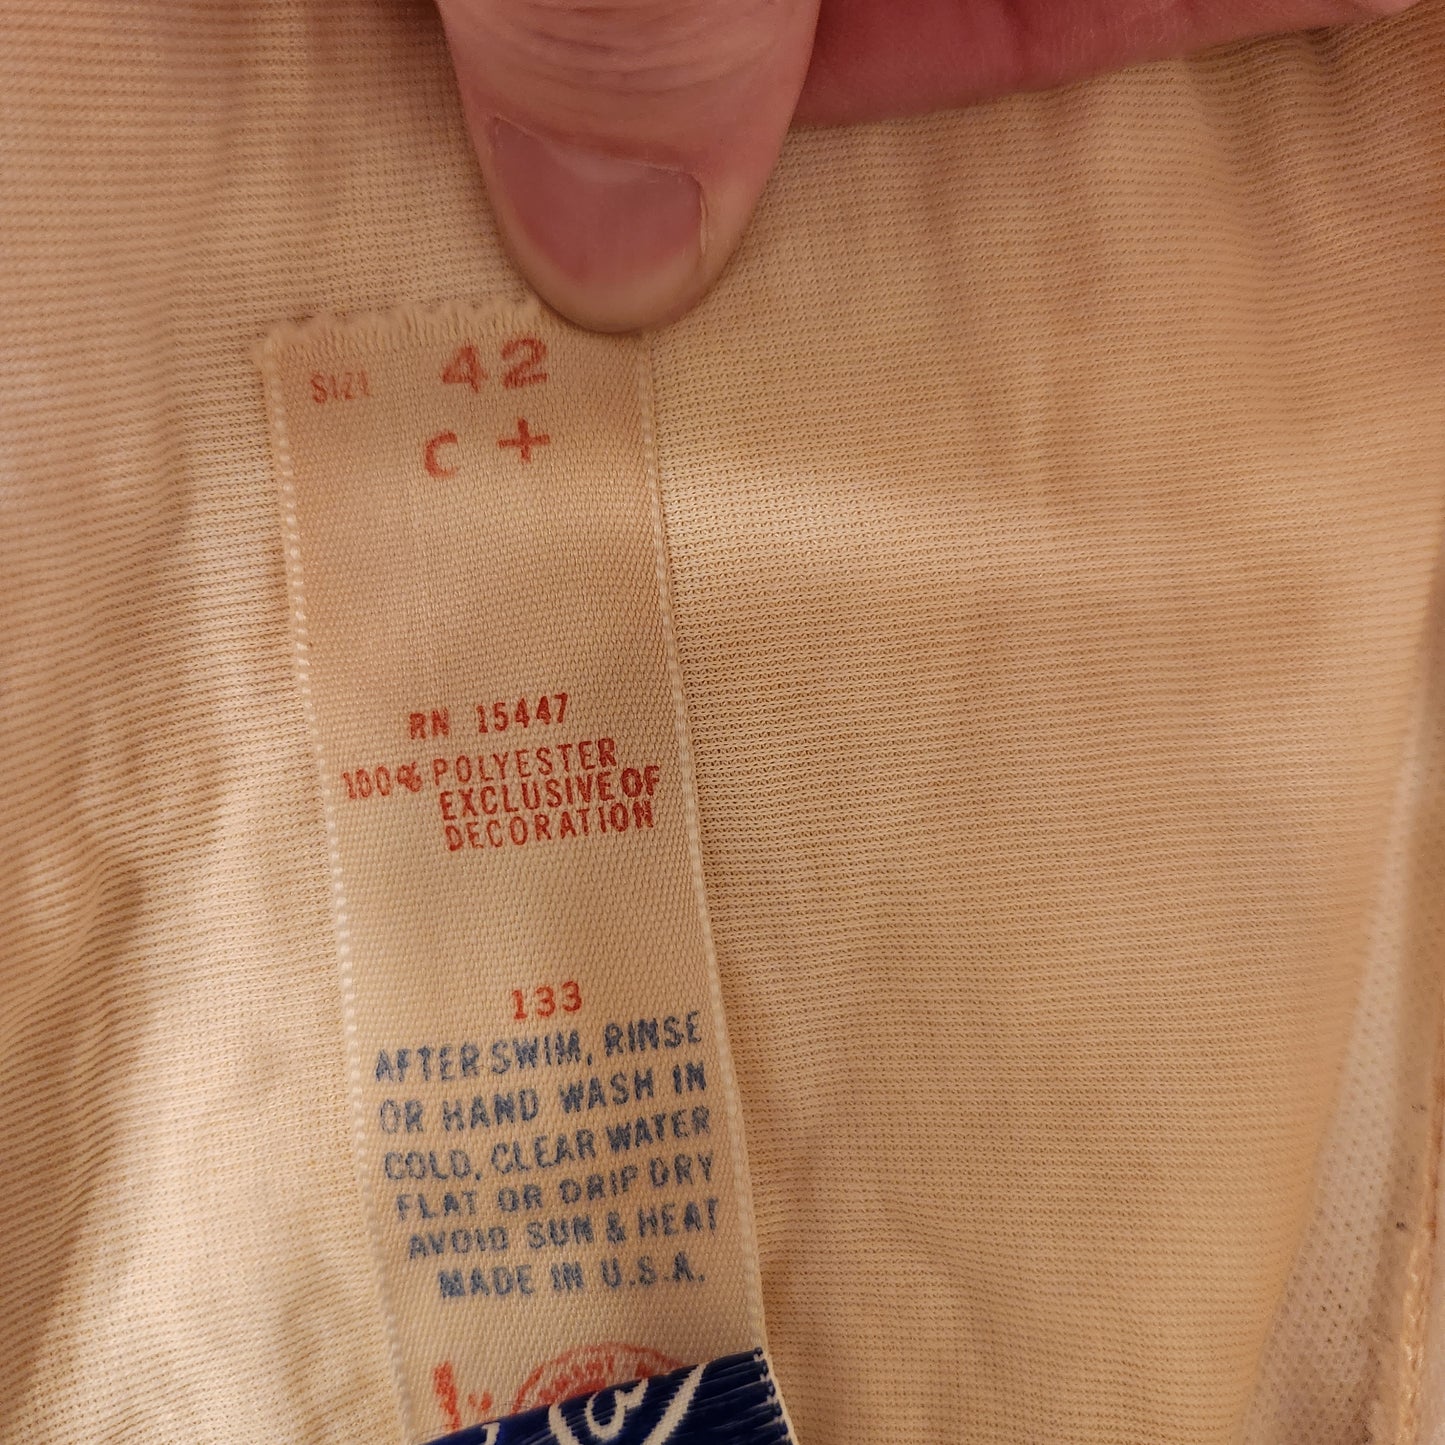 SIZE 42
C +
RN 15447
100% POLYESTER
EXCLUSIVE OF
DECORATION
133
AFTER SWIM, RINSE
OR HAND WASH IN
COLD, CLEAR WATER
FLAT OR DRIP DRY
AVOID SUN & HEAT
MADE IN U.S.A.